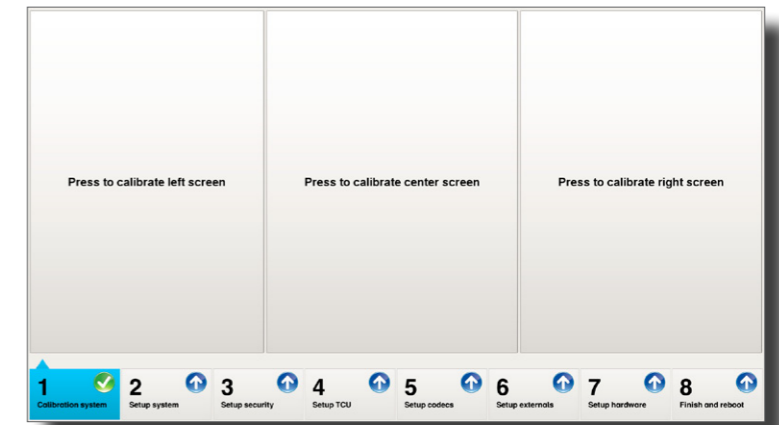 Press to calibrate left screen
Press to calibrate center screen
Press to calibrate right screen
1
Calibration system
2
Setup system
3
Setup security
4
Setup TCU
5
Setup codecs
6
Setup externals
7
Setup hardware
8
Finish and reboot